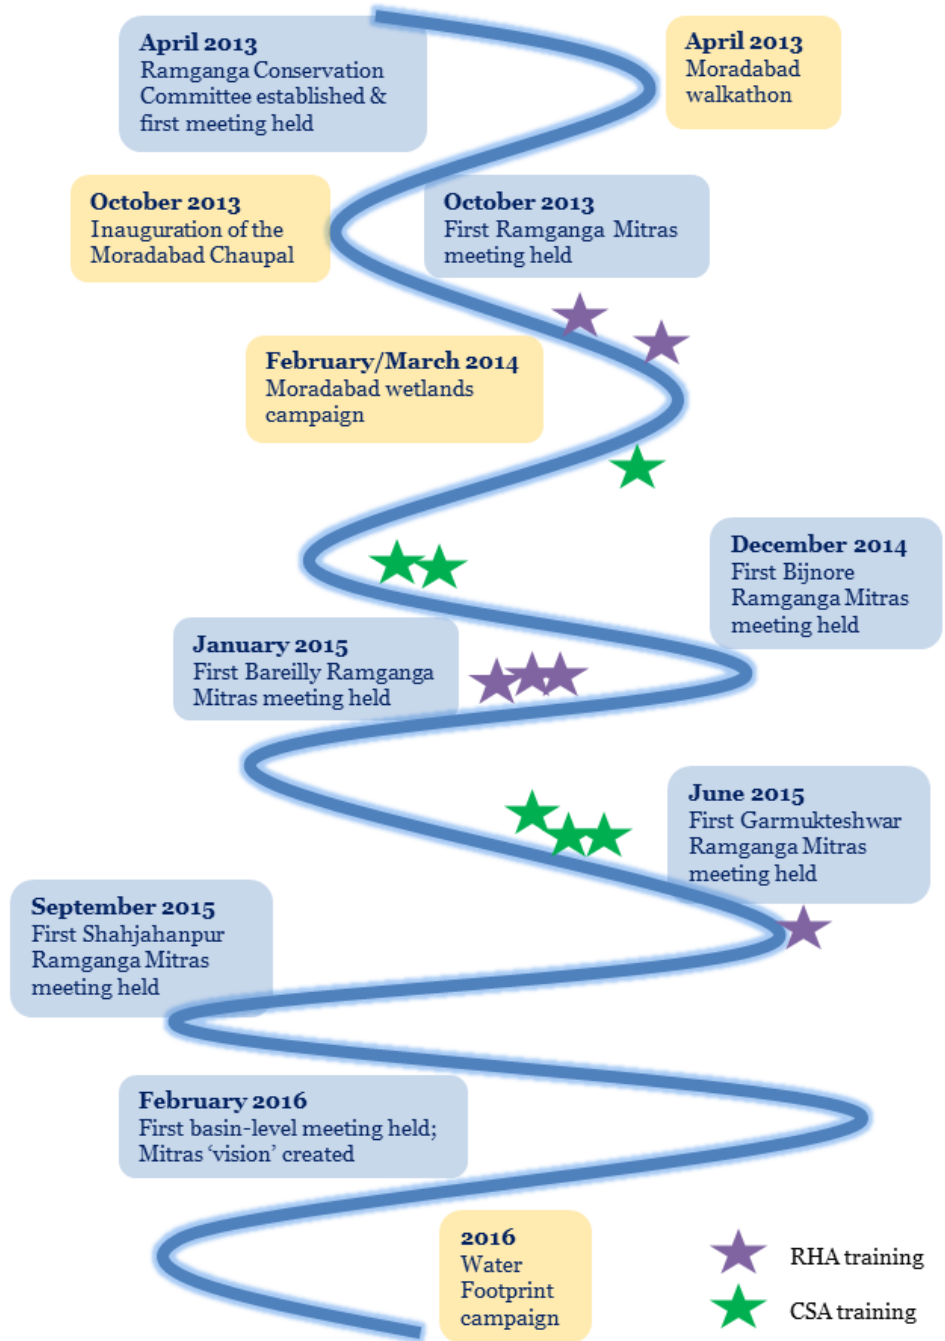 April 2013
Ramganga Conservation
Committee established &
first meeting held
April 2013
Moradabad
walkathon
October 2013
Inauguration of the
Moradabad Chaupal
October 2013
First Ramganga Mitras
meeting held
February/March 2014
Moradabad wetlands
campaign
December 2014
First Bijnore
Ramganga Mitras
meeting held
January 2015
First Bareilly Ramganga
Mitras meeting held
June 2015
First Garmukteshwar
Ramganga Mitras
meeting held
September 2015
First Shahjahanpur
Ramganga Mitras
meeting held
February 2016
First basin-level meeting held;
Mitras ‘vision’ created
2016
Water
Footprint
campaign
RHA training
CSA training